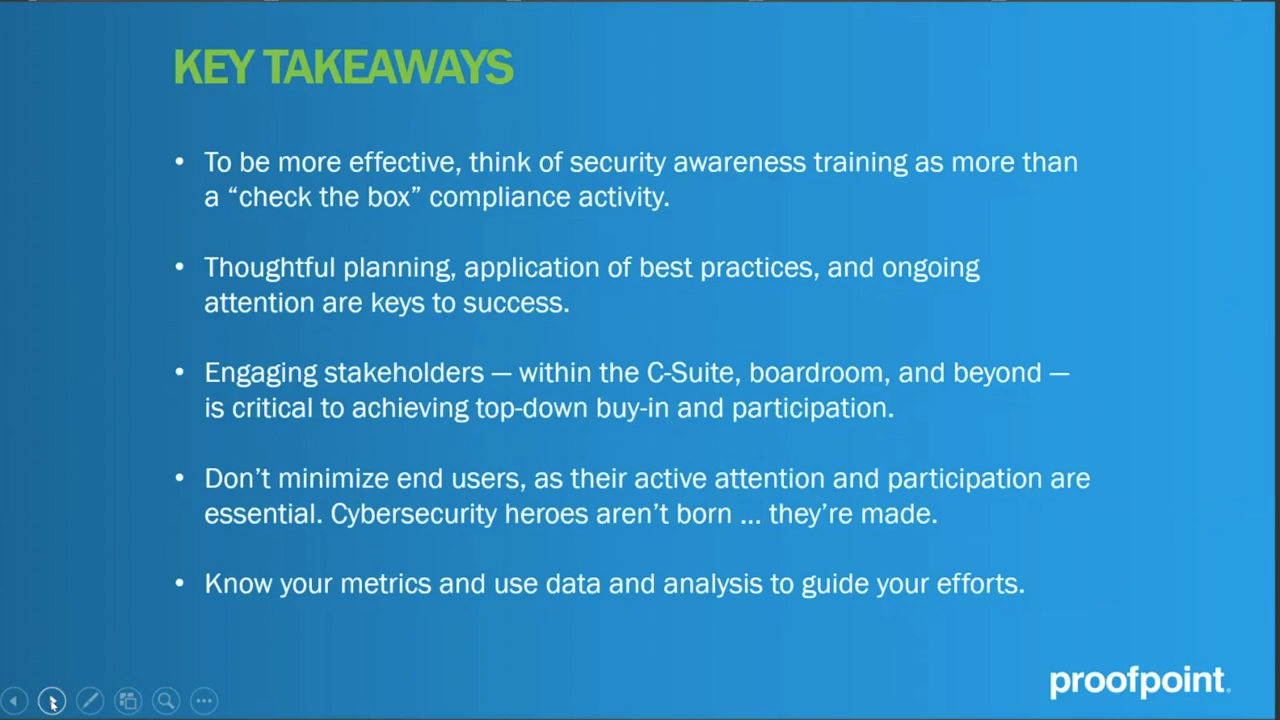 KEY TAKEAWAYS
• To be more effective, think of security awareness training as more than
a “check the box” compliance activity.
• Thoughtful planning, application of best practices, and ongoing
attention are keys to success.
• Engaging stakeholders — within the C-Suite, boardroom, and beyond —
is critical to achieving top-down buy-in and participation.
• Don’t minimize end users, as their active attention and participation are
essential. Cybersecurity heroes aren’t born ... they’re made.
• Know your metrics and use data and analysis to guide your efforts.
proofpoint.